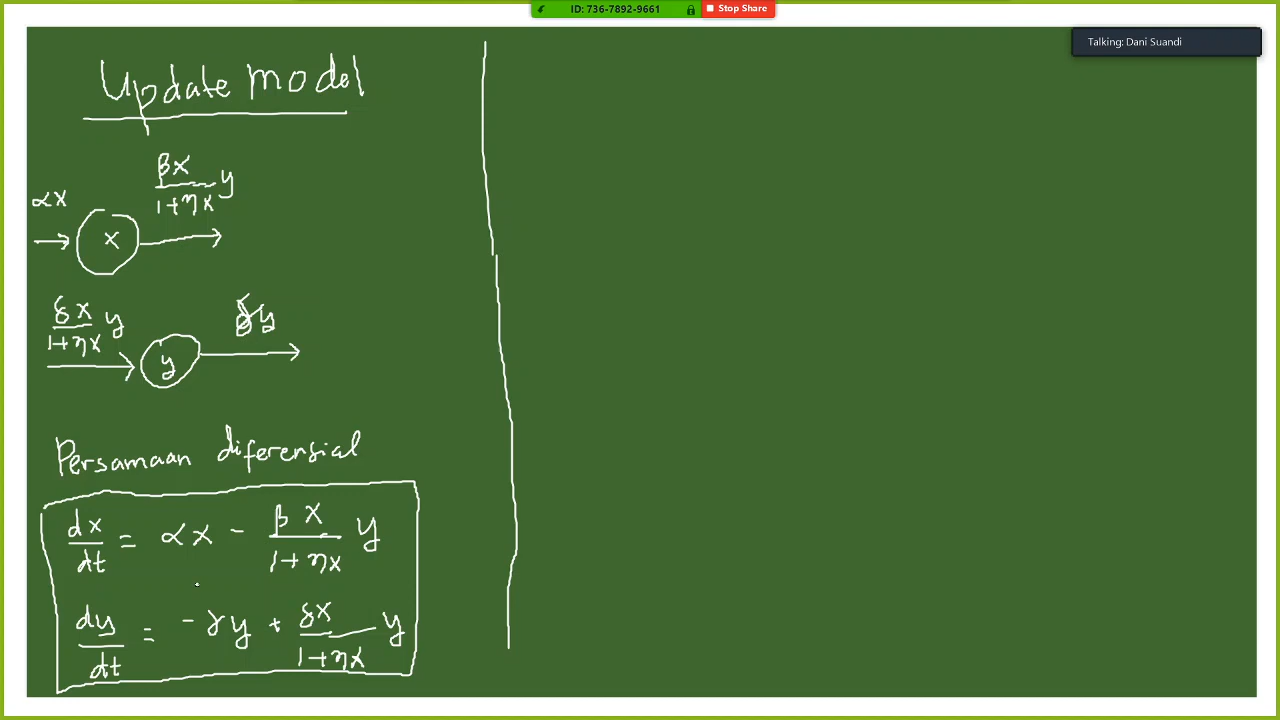 ID: 736-7892-9661 Stop Share
Talking: Dani Suandi
Update model
αx
βx/(1+ηx) y
x
δx/(1+ηx) y
γy
y
Persamaan diferensial
dx/dt = αx - βx/(1+ηx) y
dy/dt = -γy + δx/(1+ηx) y